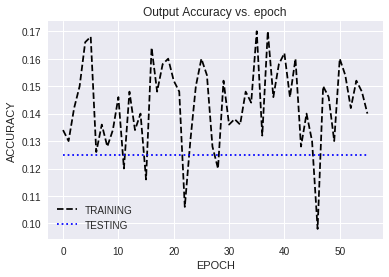 Output Accuracy vs. epoch
0.17
0.16
0.15
0.14
0.13
0.12
0.11
0.10
ACCURACY
TRAINING
TESTING
0 10 20 30 40 50
EPOCH